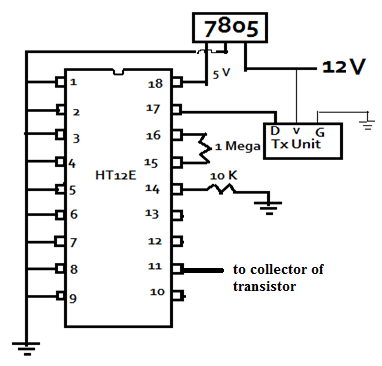 7805
12V
5 V
1 18
2 17
D V G
Tx Unit
3 16
1 Mega
4 15
HT12E
10 K
5 14
6 13
7 12
8 11
to collector of
transistor
9 10